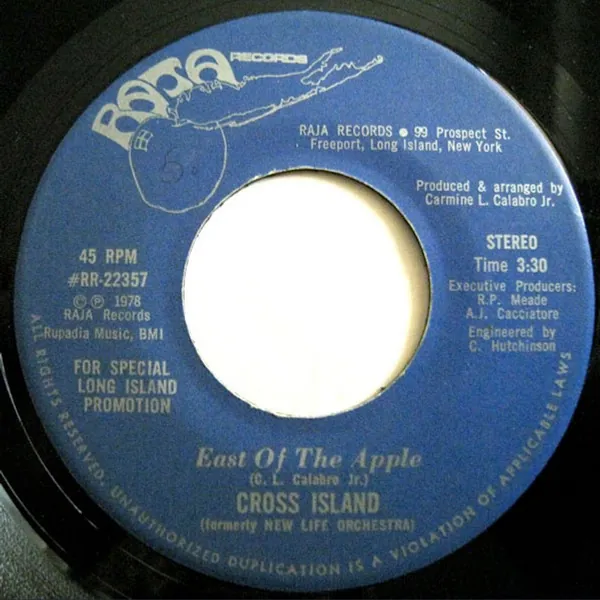 RAJA RECORDS
RAJA RECORDS ● 99 Prospect St.
Freeport, Long Island, New York
Produced & arranged by
Carmine L. Calabro Jr.
45 RPM
#RR-22357
© ℗ 1978
RAJA Records
Rupadia Music, BMI
FOR SPECIAL
LONG ISLAND
PROMOTION
STEREO
Time 3:30
Executive Producers:
R.P. Meade
A.J. Cacciatore
Engineered by
C. Hutchinson
East Of The Apple
(C. L. Calabro Jr.)
CROSS ISLAND
(formerly NEW LIFE ORCHESTRA)
ALL RIGHTS RESERVED. UNAUTHORIZED DUPLICATION IS A VIOLATION OF APPLICABLE LAWS